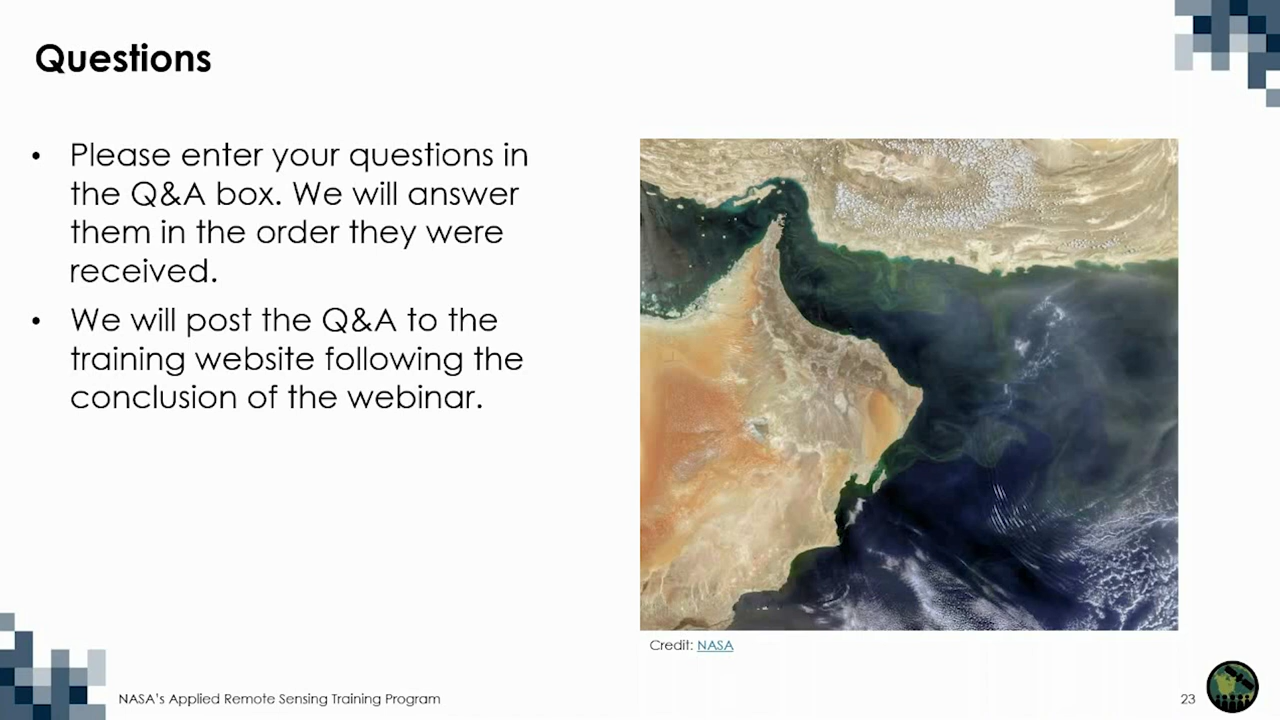 Questions
• Please enter your questions in
the Q&A box. We will answer
them in the order they were
received.
• We will post the Q&A to the
training website following the
conclusion of the webinar.
Credit: NASA
NASA's Applied Remote Sensing Training Program
23